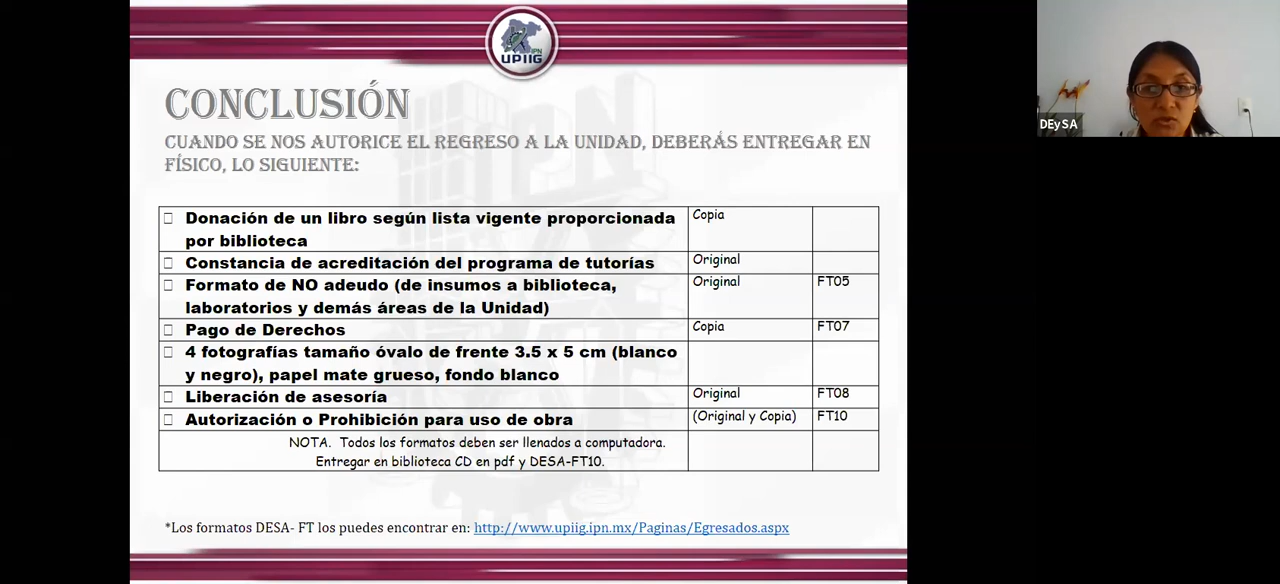 IPN
UPIIG
CONCLUSIÓN
CUANDO SE NOS AUTORICE EL REGRESO A LA UNIDAD, DEBERÁS ENTREGAR EN
FÍSICO, LO SIGUIENTE:
Donación de un libro según lista vigente proporcionada
por biblioteca
Copia
Constancia de acreditación del programa de tutorías
Original
Formato de NO adeudo (de insumos a biblioteca,
laboratorios y demás áreas de la Unidad)
Original
FT05
Pago de Derechos
Copia
FT07
4 fotografías tamaño óvalo de frente 3.5 x 5 cm (blanco
y negro), papel mate grueso, fondo blanco
Liberación de asesoría
Original
FT08
Autorización o Prohibición para uso de obra
(Original y Copia)
FT10
NOTA. Todos los formatos deben ser llenados a computadora.
Entregar en biblioteca CD en pdf y DESA-FT10.
*Los formatos DESA- FT los puedes encontrar en: http://www.upiig.ipn.mx/Paginas/Egresados.aspx
DEySA